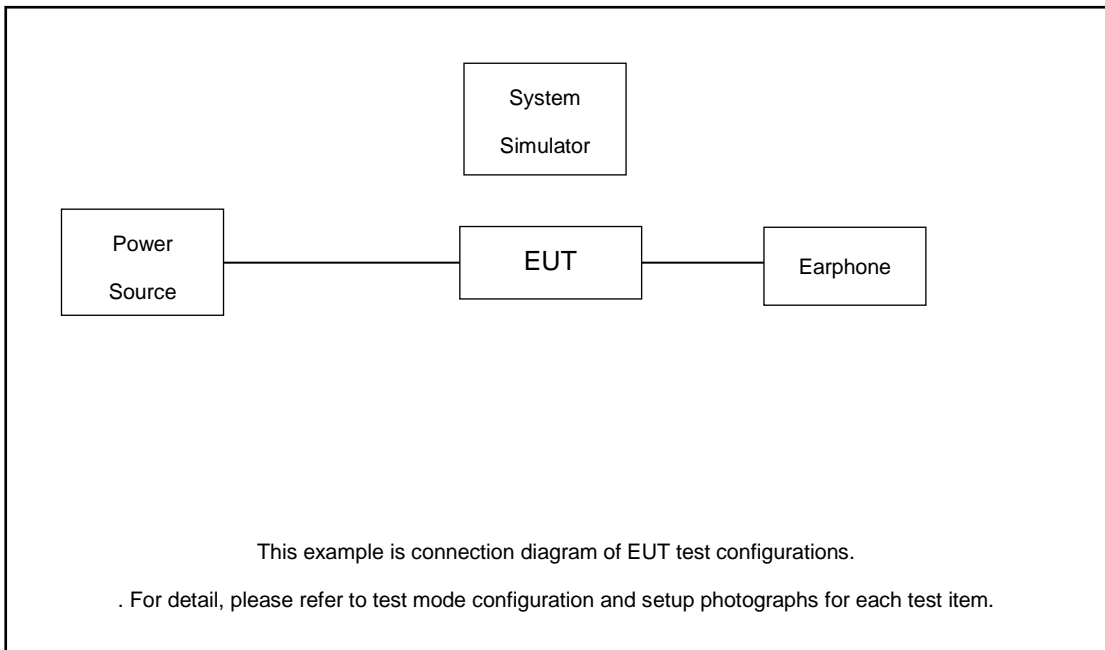 System
Simulator
Power
Source
EUT
Earphone
This example is connection diagram of EUT test configurations.
. For detail, please refer to test mode configuration and setup photographs for each test item.